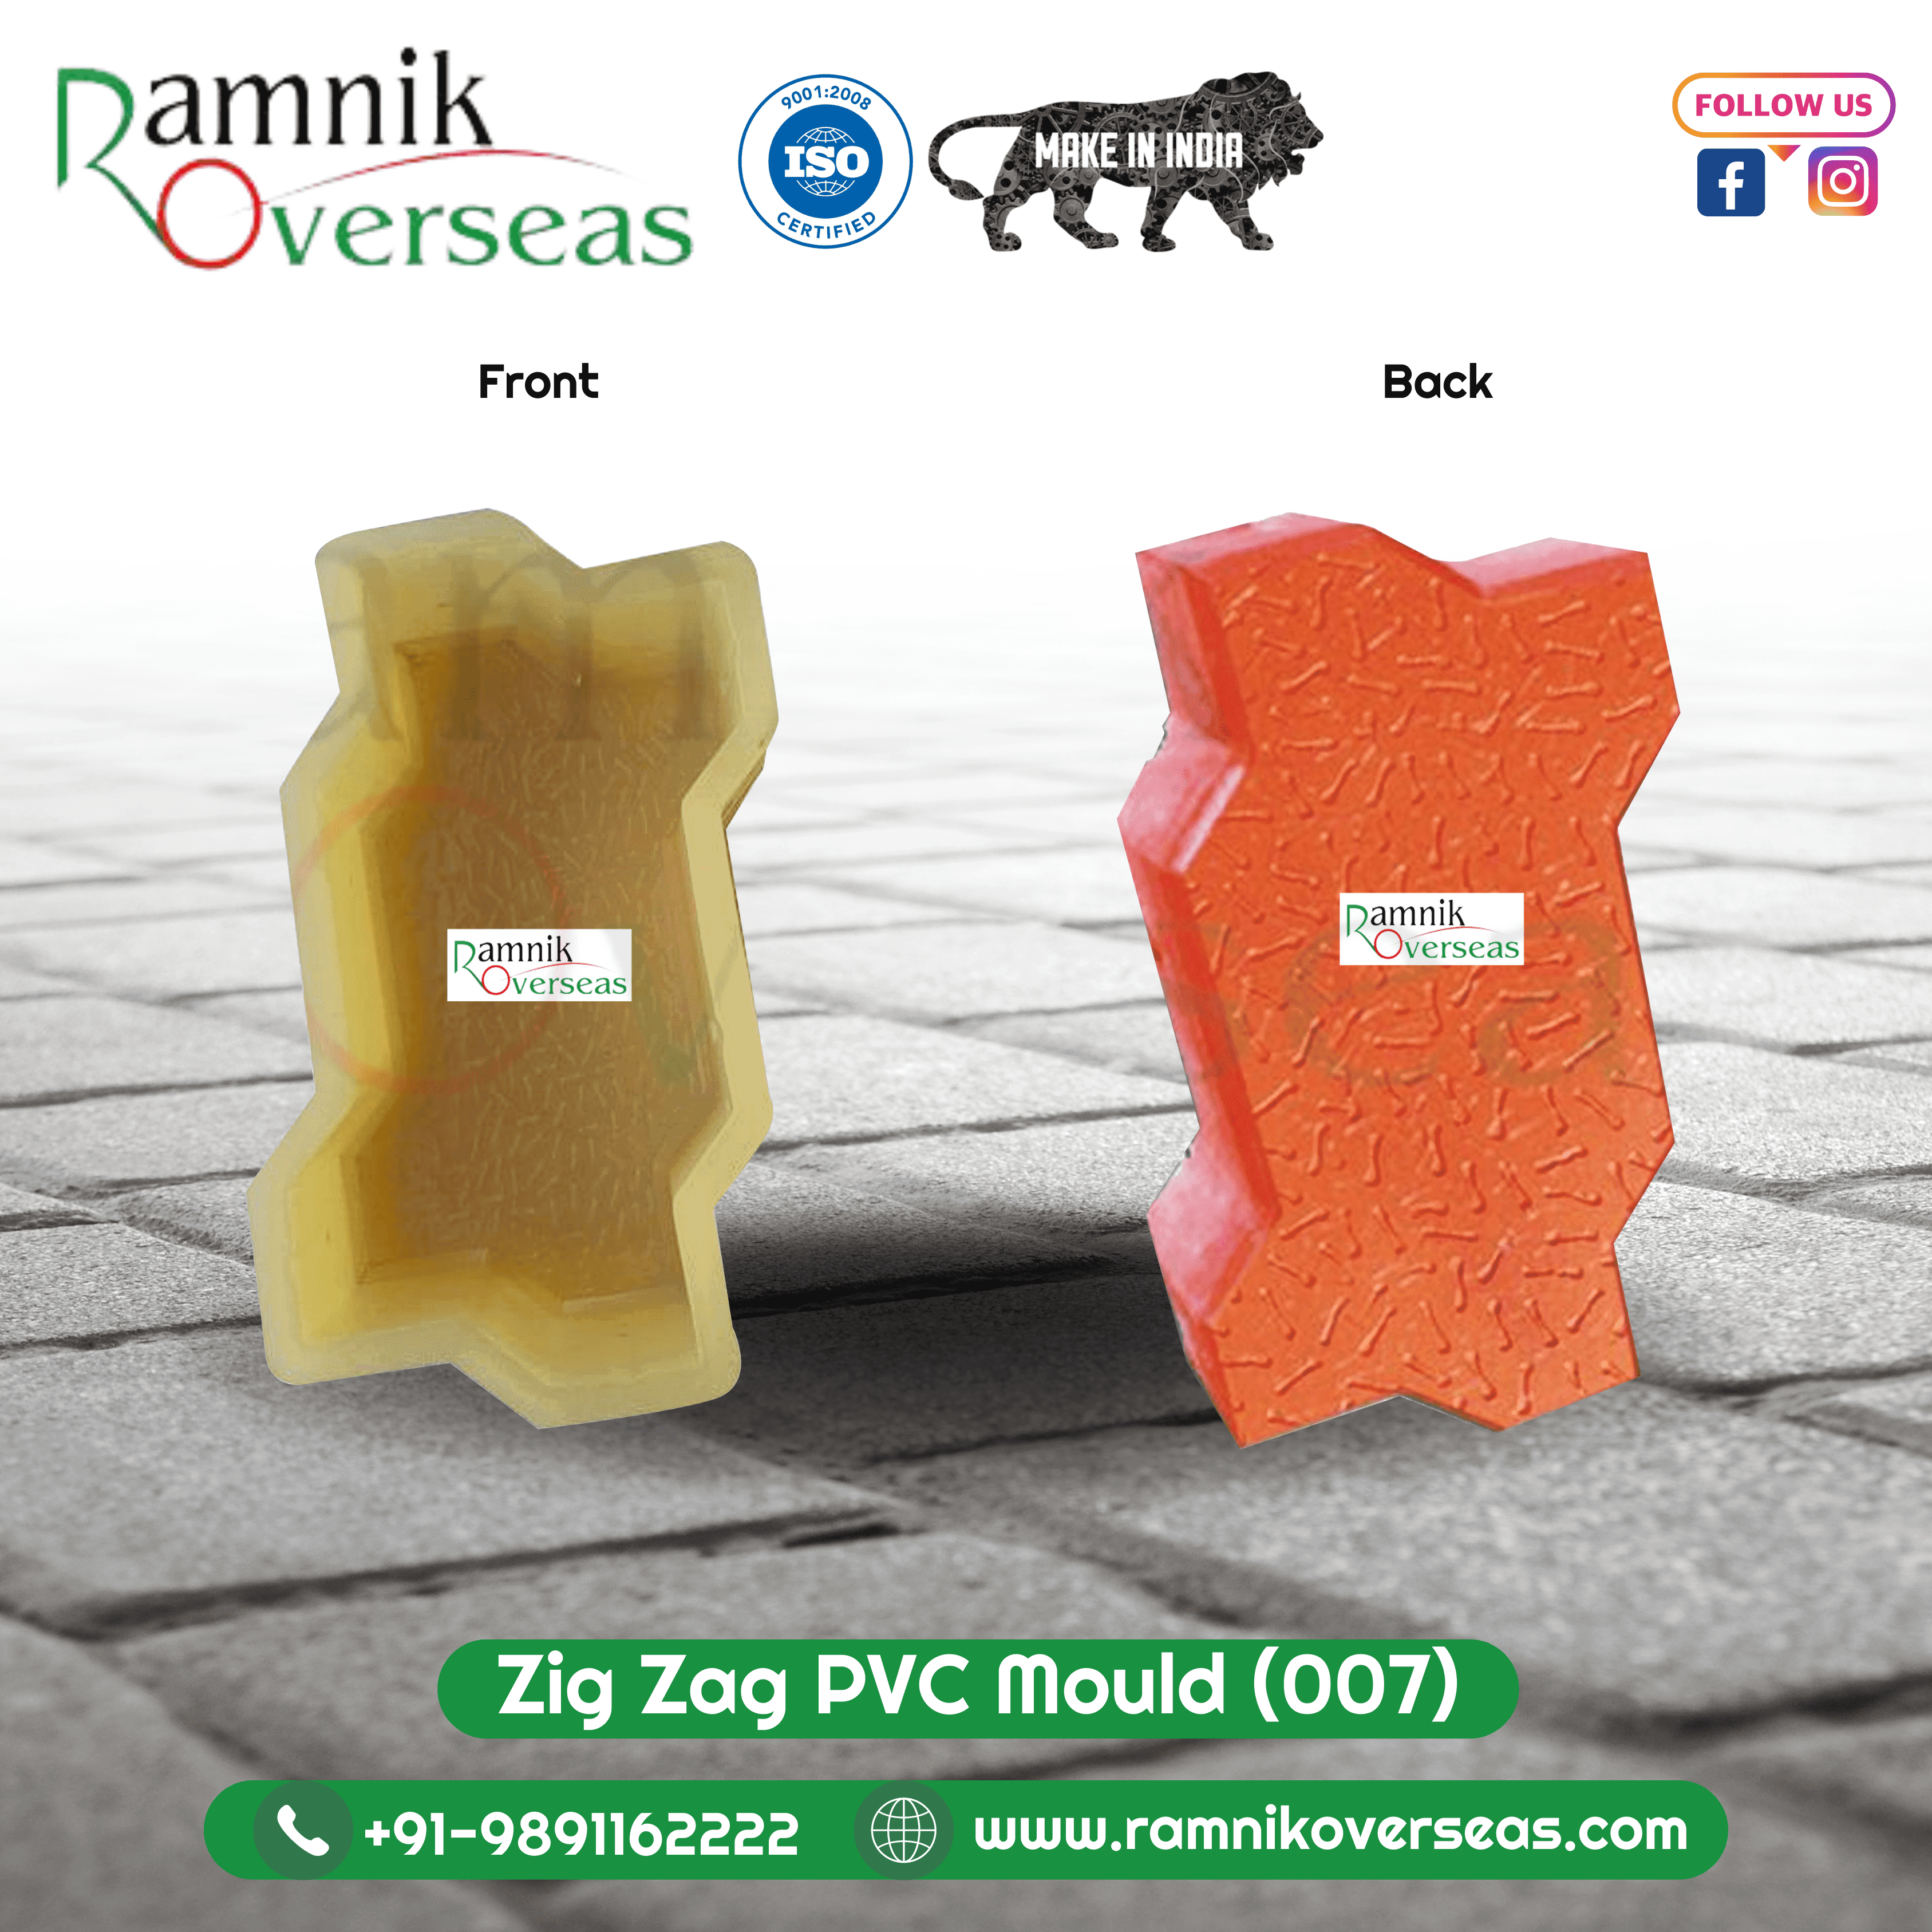 Ramnik
Overseas
9001:2008
ISO
CERTIFIED
MAKE IN INDIA
FOLLOW US
Front
Back
Ramnik
Overseas
Ramnik
Overseas
Zig Zag PVC Mould (007)
+91-9891162222
www.ramnikoverseas.com